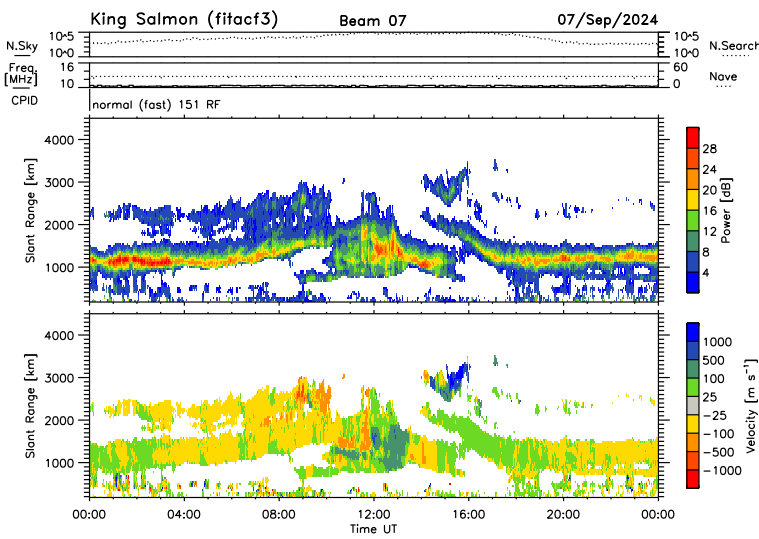 King Salmon (fitacf3) Beam 07 07/Sep/2024
N.Sky 10^5 10^0 10^5 10^0 N.Search
Freq [MHz] 16 10 60 0 Nave
CPID normal (fast) 151 RF
Slant Range [km] 4000 3000 2000 1000
28 24 20 16 12 8 4 Power [dB]
Slant Range [km] 4000 3000 2000 1000
1000 500 100 25 −25 −100 −500 −1000 Velocity [m s⁻¹]
00:00 04:00 08:00 12:00 16:00 20:00 00:00
Time UT